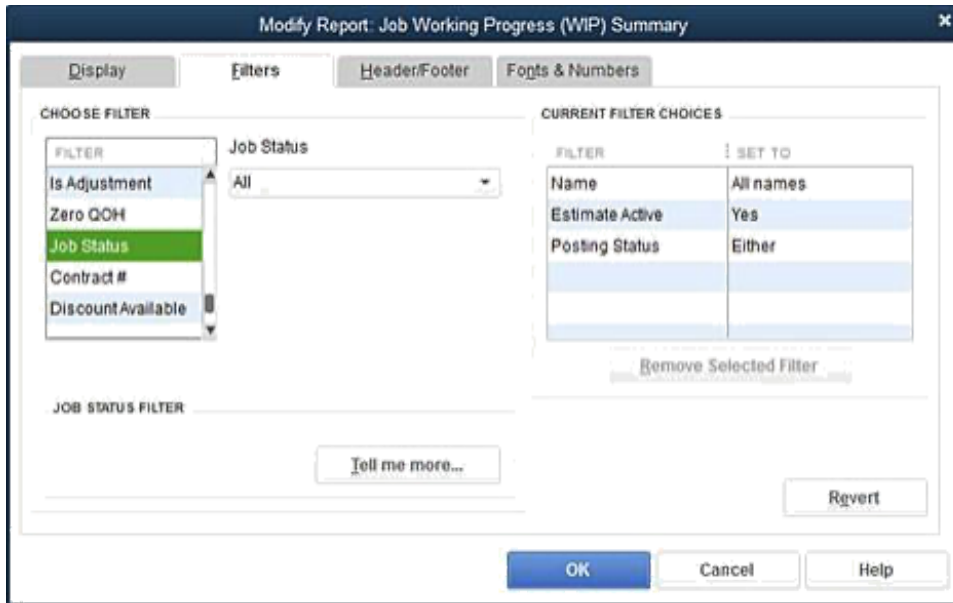 Modify Report: Job Working Progress (WIP) Summary
Display Filters Header/Footer Fonts & Numbers
CHOOSE FILTER
FILTER
Is Adjustment
Zero QOH
Job Status
Contract #
Discount Available
Job Status
All
CURRENT FILTER CHOICES
FILTER SET TO
Name All names
Estimate Active Yes
Posting Status Either
Remove Selected Filter
JOB STATUS FILTER
Tell me more...
Revert
OK Cancel Help